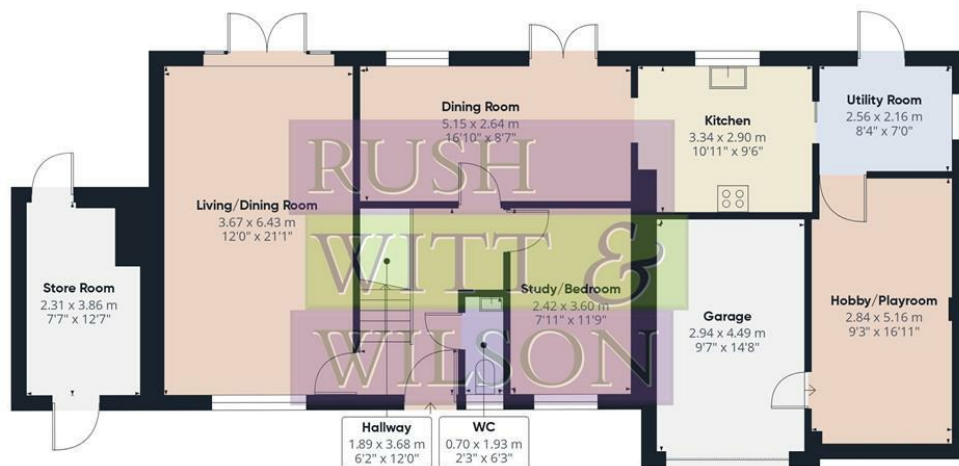 Dining Room
5.15 x 2.64 m
16'10" x 8'7"
Kitchen
3.34 x 2.90 m
10'11" x 9'6"
Utility Room
2.56 x 2.16 m
8'4" x 7'0"
Living/Dining Room
3.67 x 6.43 m
12'0" x 21'1"
Store Room
2.31 x 3.86 m
7'7" x 12'7"
Study/Bedroom
2.42 x 3.60 m
7'11" x 11'9"
Garage
2.94 x 4.49 m
9'7" x 14'8"
Hobby/Playroom
2.84 x 5.16 m
9'3" x 16'11"
Hallway
1.89 x 3.68 m
6'2" x 12'0"
WC
0.70 x 1.93 m
2'3" x 6'3"
RUSH
WITT &
WILSON